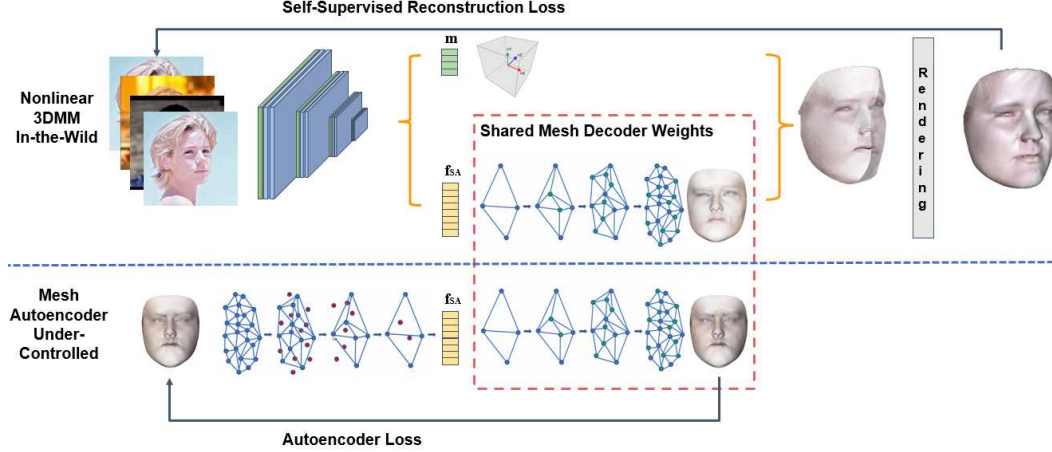 Self-Supervised Reconstruction Loss
m
Nonlinear
3DMM
In-the-Wild
Rendering
Shared Mesh Decoder Weights
fSA
Mesh
Autoencoder
Under-
Controlled
fSA
Autoencoder Loss